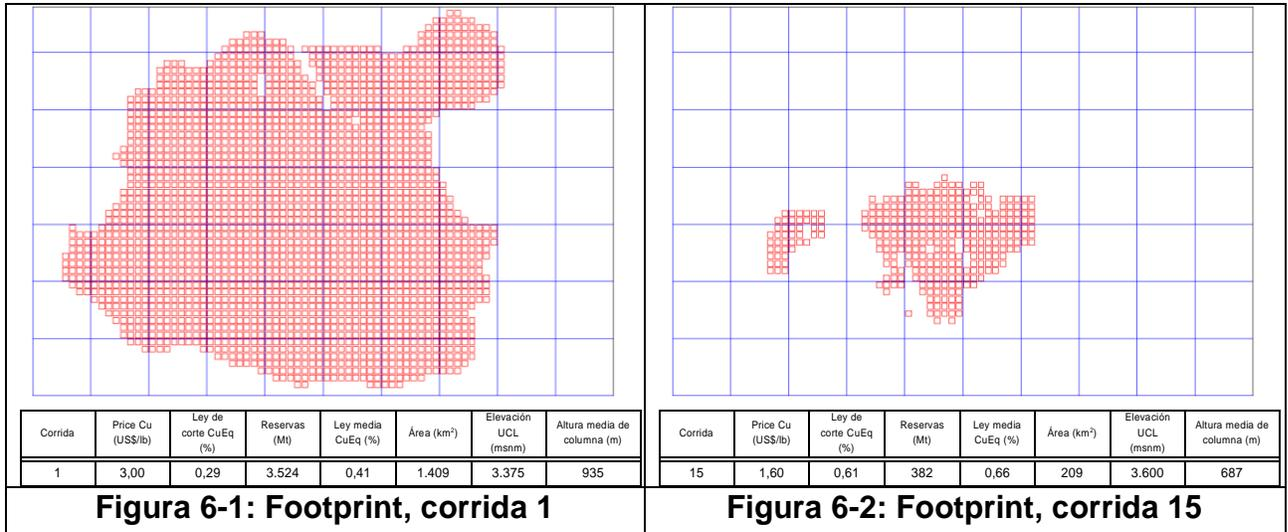 Corrida | Price Cu (US$/lb) | Ley de corte CuEq (%) | Reservas (Mt) | Ley media CuEq (%) | Área (km²) | Elevación UCL (msnm) | Altura media de columna (m)
1 | 3,00 | 0,29 | 3.524 | 0,41 | 1.409 | 3.375 | 935
Figura 6-1: Footprint, corrida 1
Corrida | Price Cu (US$/lb) | Ley de corte CuEq (%) | Reservas (Mt) | Ley media CuEq (%) | Área (km²) | Elevación UCL (msnm) | Altura media de columna (m)
15 | 1,60 | 0,61 | 382 | 0,66 | 209 | 3.600 | 687
Figura 6-2: Footprint, corrida 15